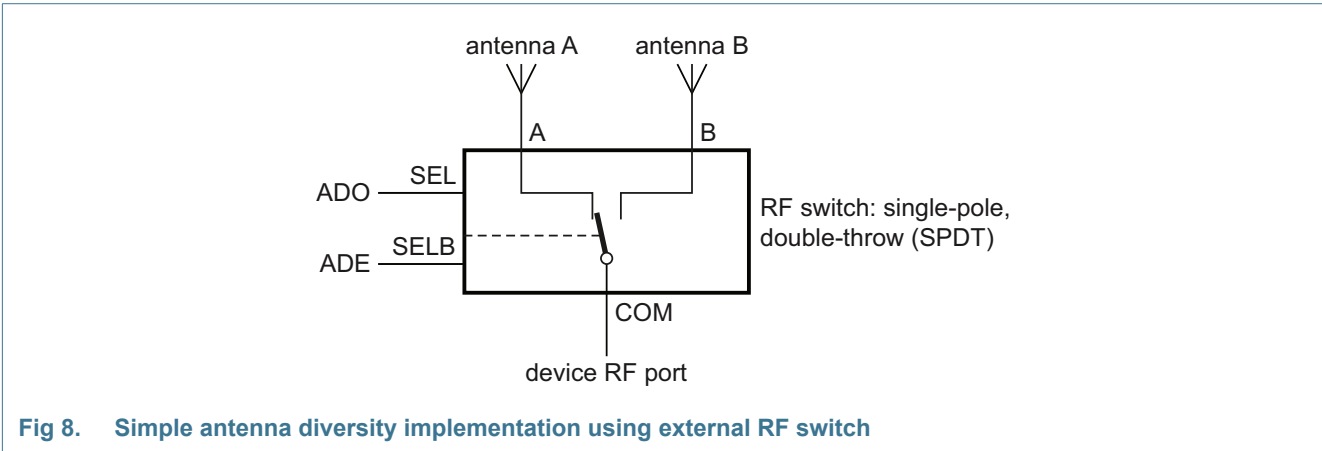 antenna A
antenna B
A
B
SEL
ADO
SELB
ADE
RF switch: single-pole,
double-throw (SPDT)
COM
device RF port
Fig 8. Simple antenna diversity implementation using external RF switch